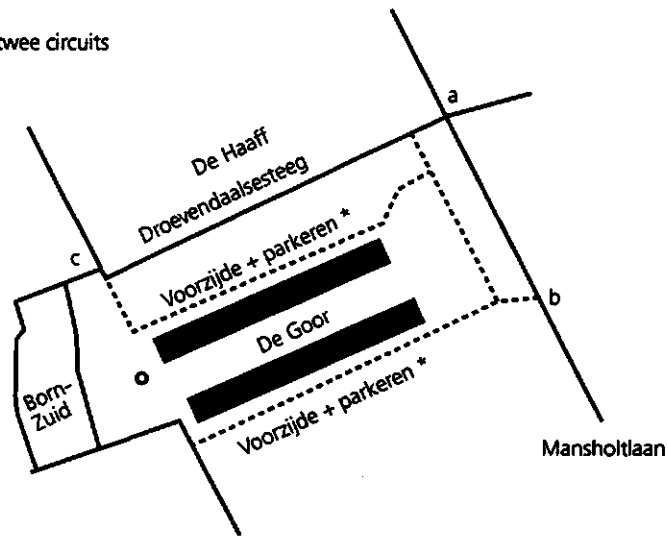 twee circuits
a
De Haaff
Droevendaalsesteeg
c
Voorzijde + parkeren *
b
De Goor
Born-
Zuid
Voorzijde + parkeren *
Mansholtlaan